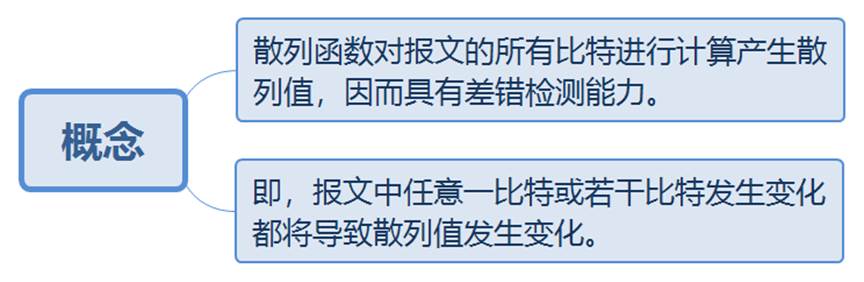 概念
散列函数对报文的所有比特进行计算产生散
列值，因而具有差错检测能力。
即，报文中任意一比特或若干比特发生变化
都将导致散列值发生变化。